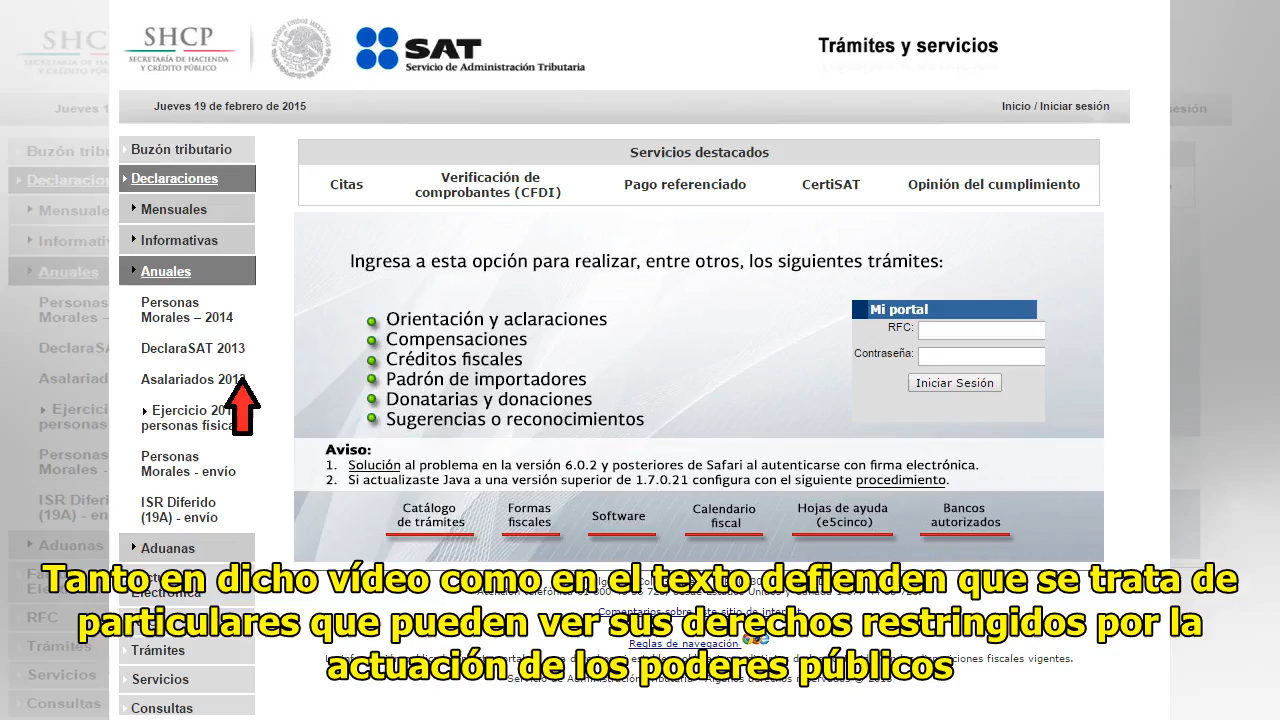 SHCP
SECRETARÍA DE HACIENDA
Y CRÉDITO PÚBLICO
SAT
Servicio de Administración Tributaria
Trámites y servicios
Jueves 19 de febrero de 2015
Inicio / Iniciar sesión
Buzón tributario
Declaraciones
Mensuales
Informativas
Anuales
Personas
Morales – 2014
DeclaraSAT 2013
Asalariados
Ejercicio
personas
Personas
Morales - envío
ISR Diferido
(19A) - envío
Aduanas
Trámites
Servicios
Consultas
Servicios destacados
Citas
Verificación de
comprobantes (CFDI)
Pago referenciado
CertiSAT
Opinión del cumplimiento
Ingresa a esta opción para realizar, entre otros, los siguientes trámites:
Orientación y aclaraciones
Compensaciones
Créditos fiscales
Padrón de importadores
Donatarias y donaciones
Sugerencias o reconocimientos
Mi portal
RFC:
Contraseña:
Iniciar Sesión
Aviso:
1. Solución al problema en la versión 6.0.2 y posteriores de Safari al autenticarse con firma electrónica.
2. Si actualizaste Java a una versión superior de 1.7.0.21 configura con el siguiente procedimiento.
Catálogo
de trámites
Formas
fiscales
Software
Calendario
fiscal
Hojas de ayuda
(e5cinco)
Bancos
autorizados
Reglas de navegación
Tanto en dicho vídeo como en el texto defienden que se trata de
particulares que pueden ver sus derechos restringidos por la
actuación de los poderes públicos